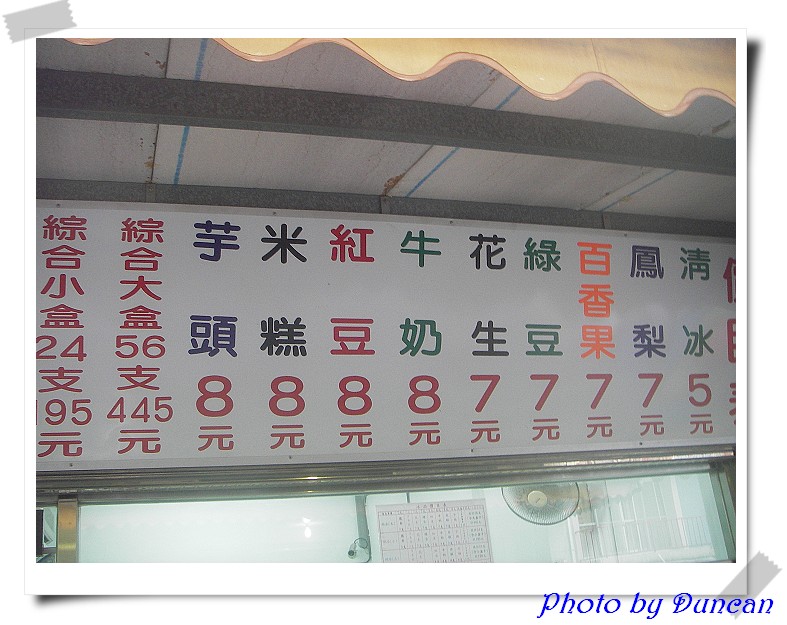 清冰5元
鳳梨7元
百香果7元
綠豆7元
花生7元
牛奶8元
紅豆8元
米糕8元
芋頭8元
綜合大盒56支445元
綜合小盒24支195元
Photo by Duncan